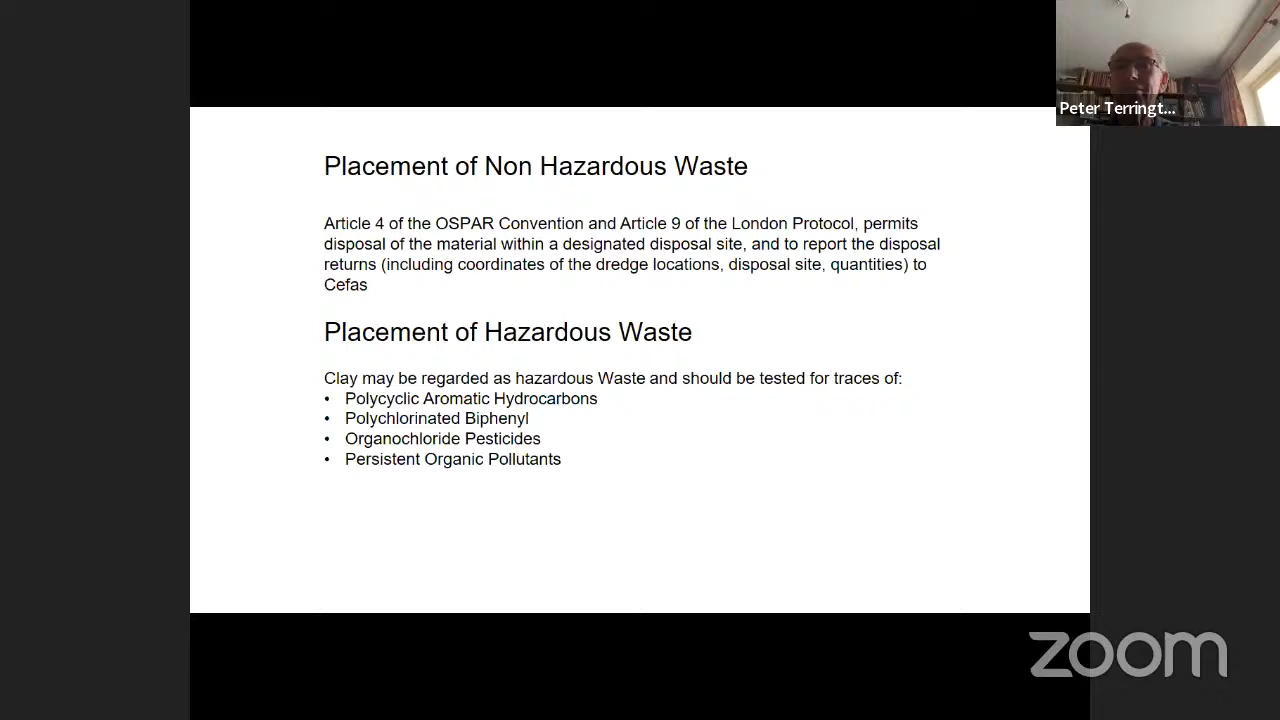 Peter Terringt...
Placement of Non Hazardous Waste
Article 4 of the OSPAR Convention and Article 9 of the London Protocol, permits
disposal of the material within a designated disposal site, and to report the disposal
returns (including coordinates of the dredge locations, disposal site, quantities) to
Cefas
Placement of Hazardous Waste
Clay may be regarded as hazardous Waste and should be tested for traces of:
• Polycyclic Aromatic Hydrocarbons
• Polychlorinated Biphenyl
• Organochloride Pesticides
• Persistent Organic Pollutants
zoom